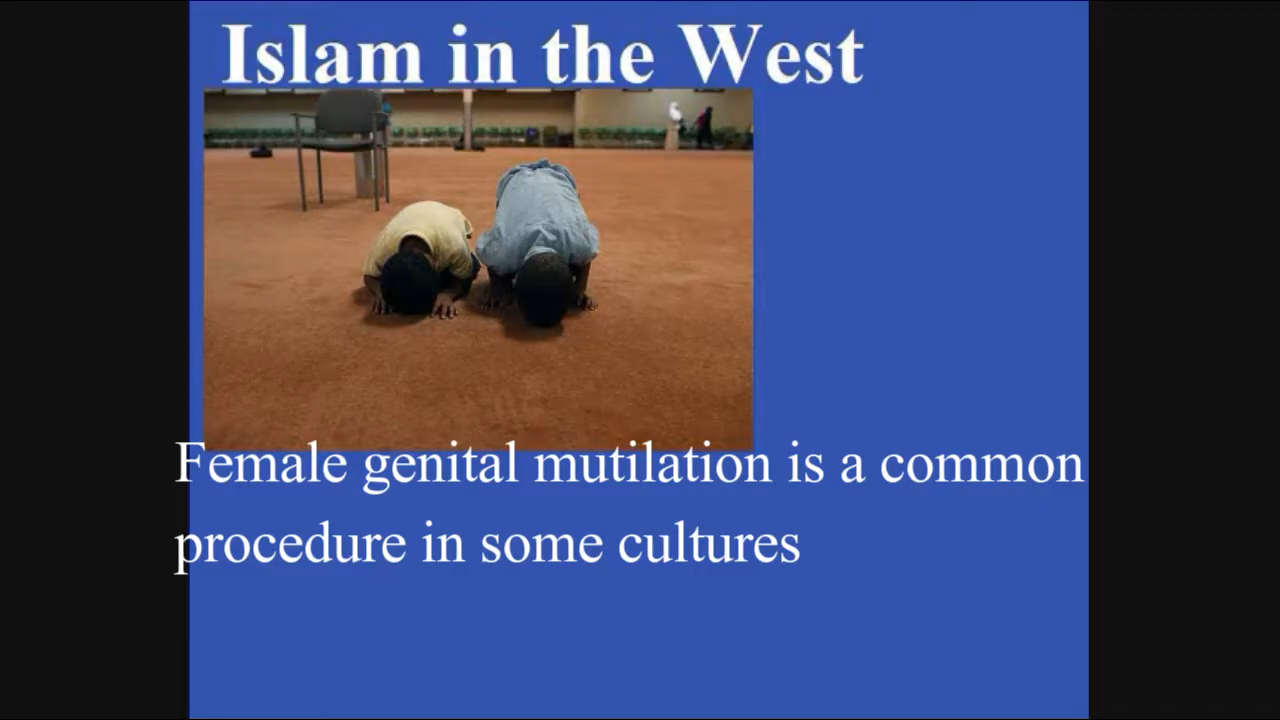 Islam in the West
Female genital mutilation is a common
procedure in some cultures